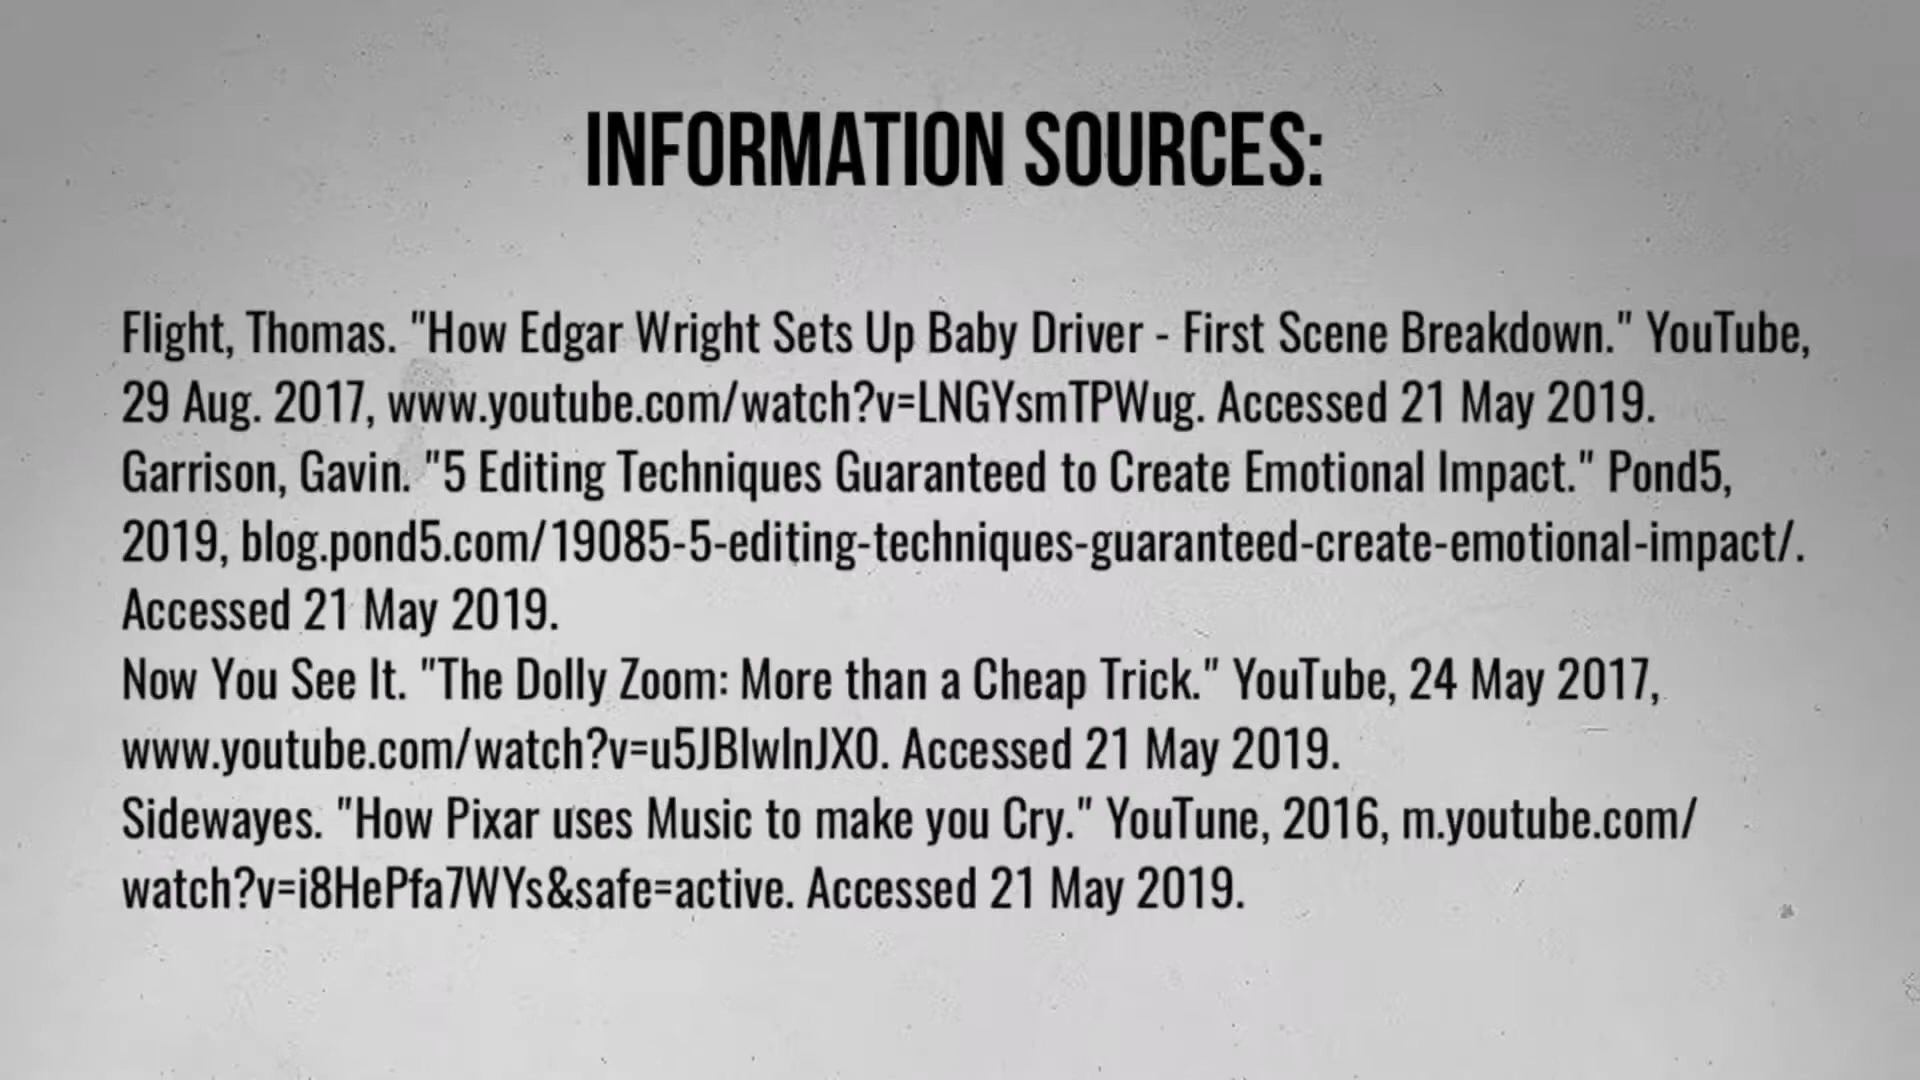 INFORMATION SOURCES:
Flight, Thomas. "How Edgar Wright Sets Up Baby Driver - First Scene Breakdown." YouTube,
29 Aug. 2017, www.youtube.com/watch?v=LNGYsmTPWug. Accessed 21 May 2019.
Garrison, Gavin. "5 Editing Techniques Guaranteed to Create Emotional Impact." Pond5,
2019, blog.pond5.com/19085-5-editing-techniques-guaranteed-create-emotional-impact/.
Accessed 21 May 2019.
Now You See It. "The Dolly Zoom: More than a Cheap Trick." YouTube, 24 May 2017,
www.youtube.com/watch?v=u5JBlwlnJX0. Accessed 21 May 2019.
Sidewayes. "How Pixar uses Music to make you Cry." YouTune, 2016, m.youtube.com/
watch?v=i8HePfa7WYs&safe=active. Accessed 21 May 2019.